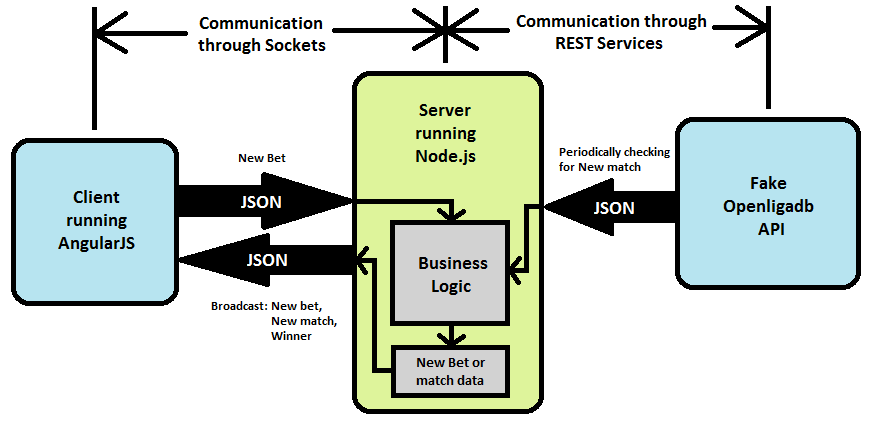 Communication
through Sockets
Communication through
REST Services
Server
running
Node.js
New Bet
JSON
Client
running
AngularJS
JSON
Broadcast: New bet,
New match,
Winner
Business
Logic
New Bet or
match data
Periodically checking
for New match
JSON
Fake
Openligadb
API